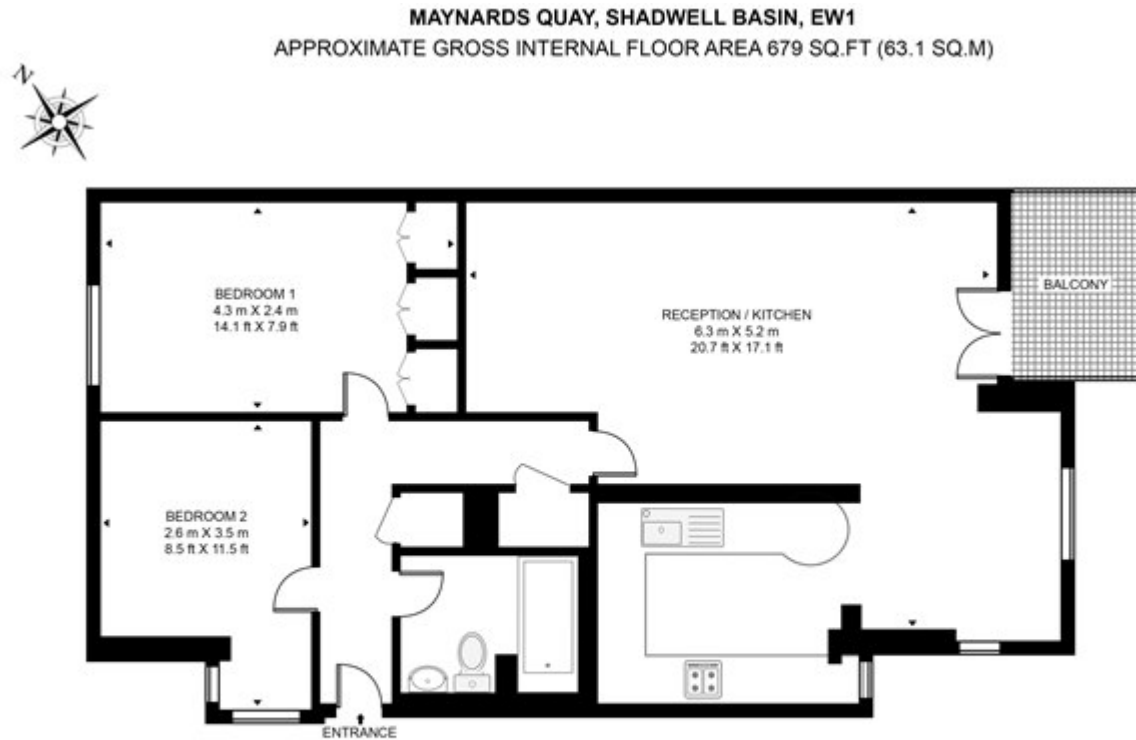 MAYNARDS QUAY, SHADWELL BASIN, EW1
APPROXIMATE GROSS INTERNAL FLOOR AREA 679 SQ.FT (63.1 SQ.M)
N
BEDROOM 1
4.3 m X 2.4 m
14.1 ft X 7.9 ft
RECEPTION / KITCHEN
6.3 m X 5.2 m
20.7 ft X 17.1 ft
BALCONY
BEDROOM 2
2.6 m X 3.5 m
8.5 ft X 11.5 ft
ENTRANCE